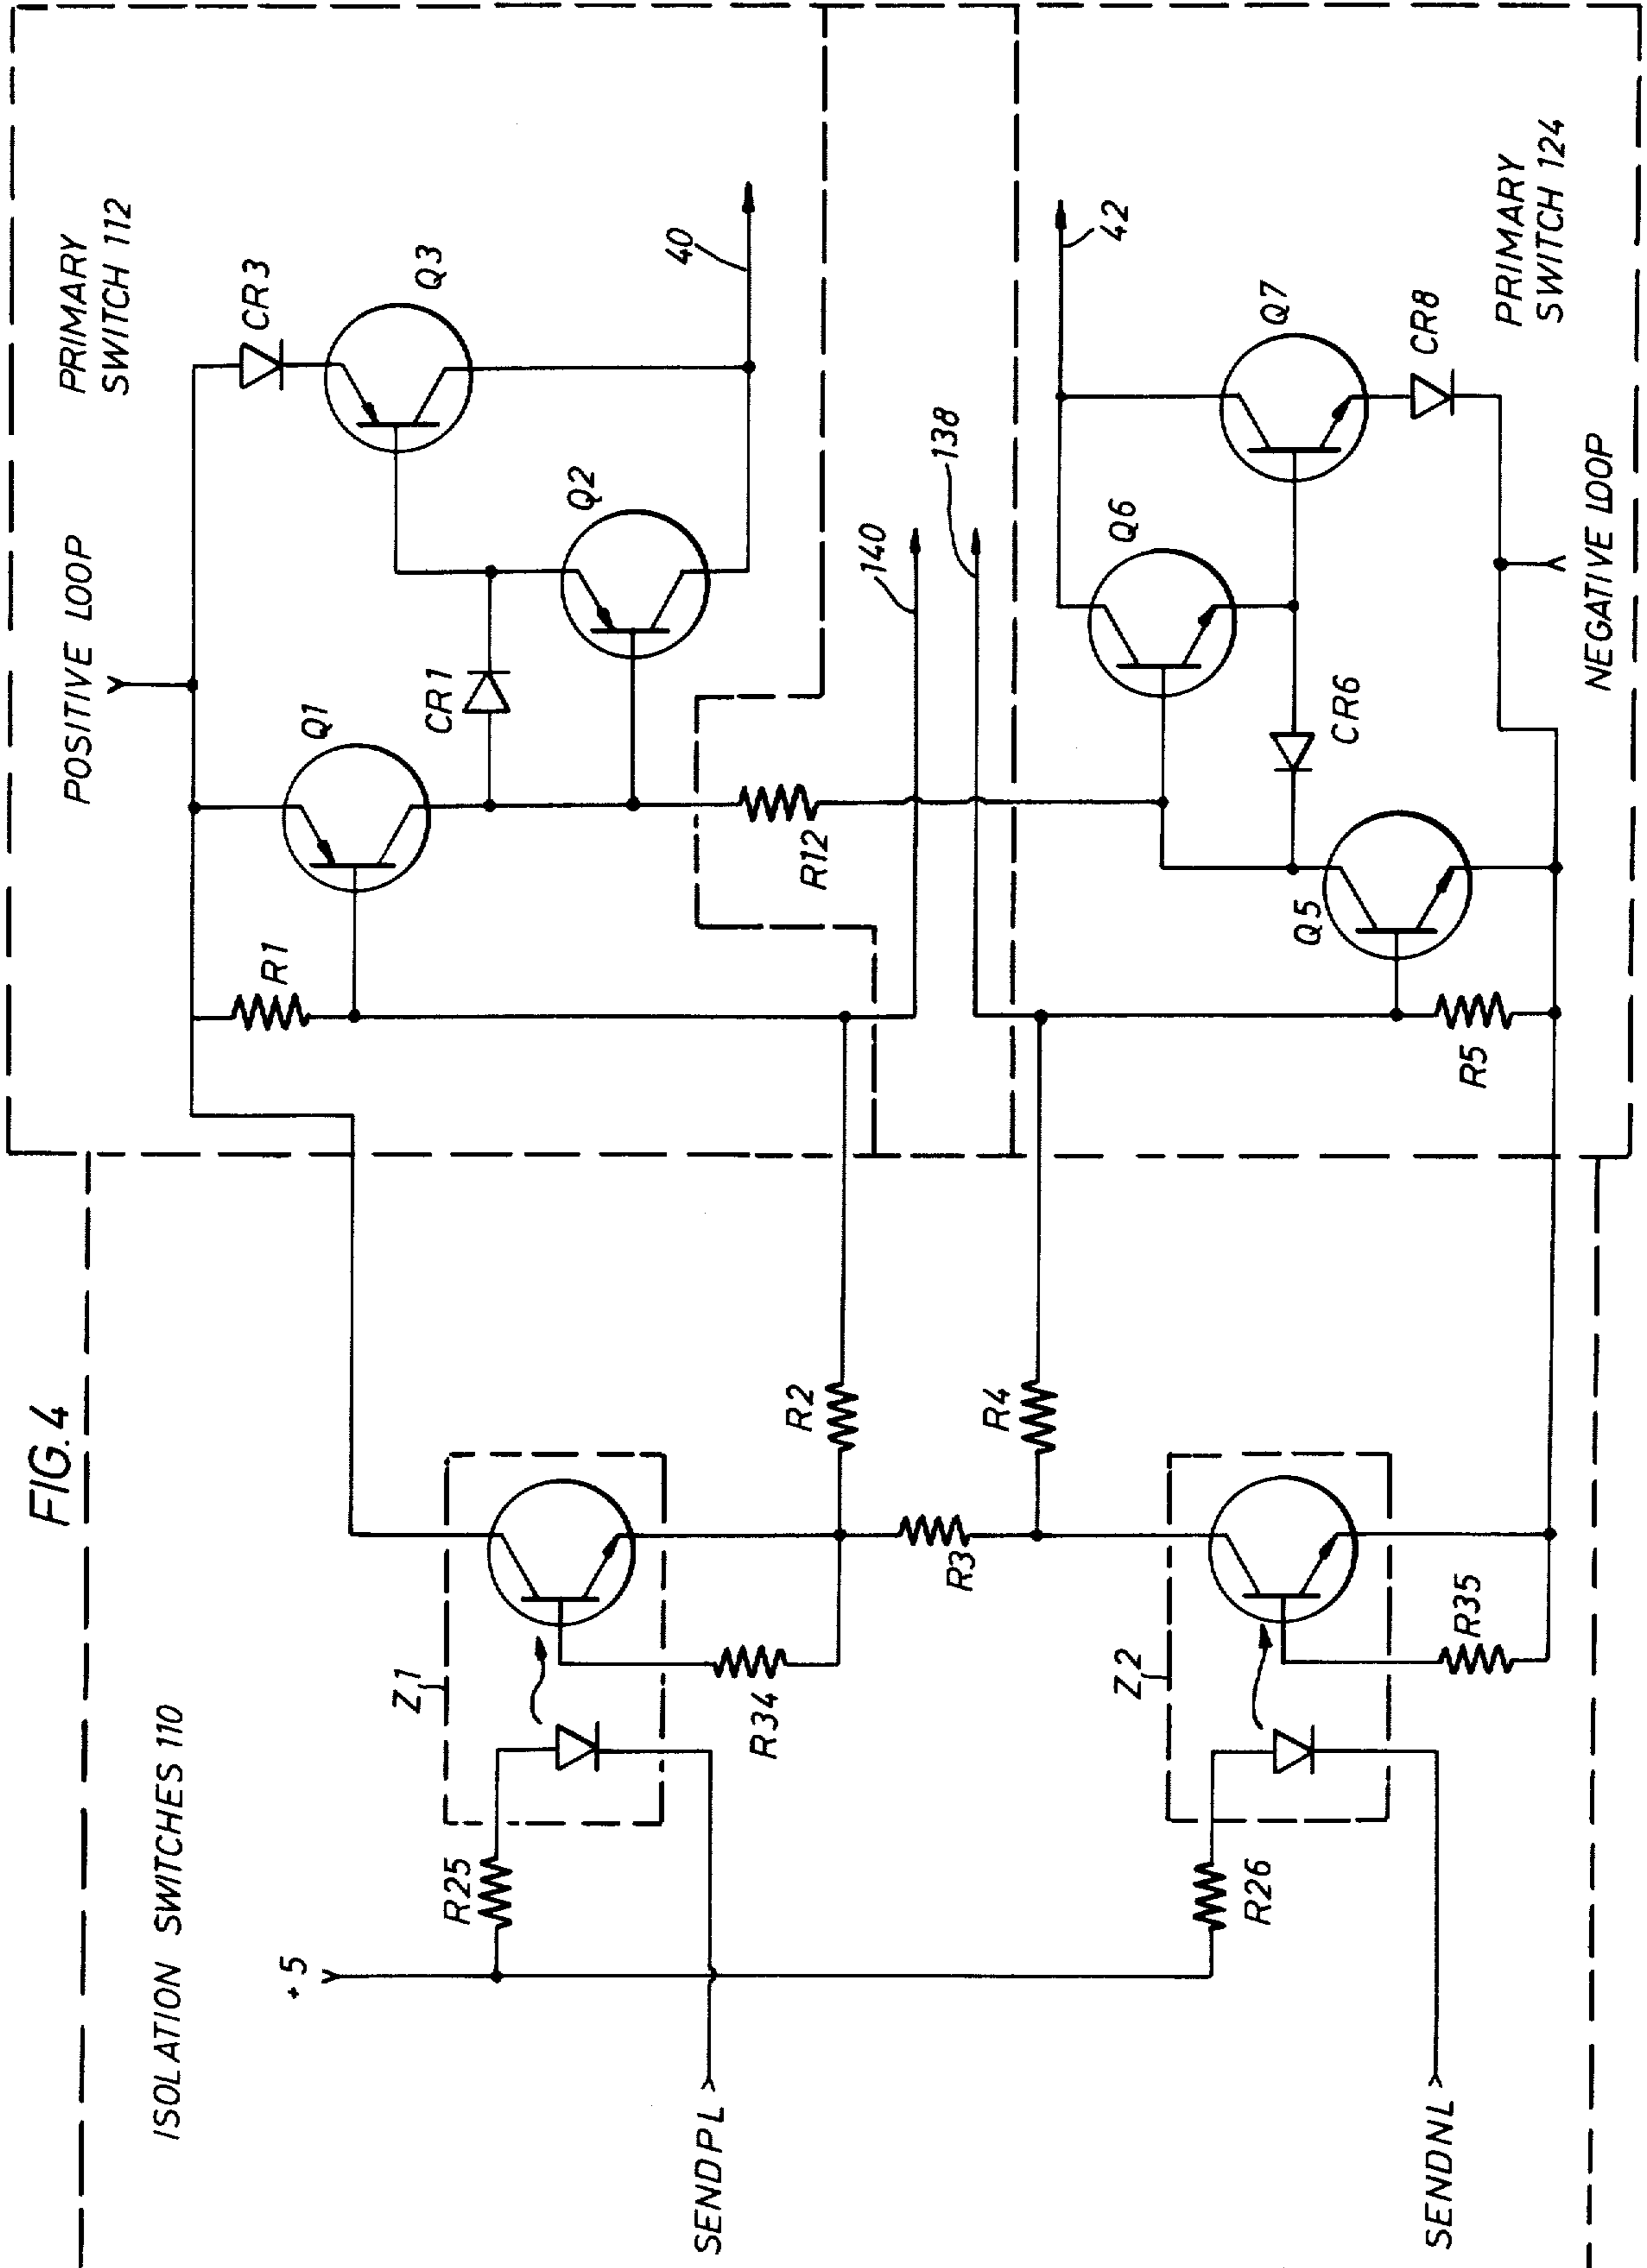 FIG. 4
ISOLATION SWITCHES 110
POSITIVE LOOP
PRIMARY
SWITCH 112
CR3
Q3
Q1
R1
CR1
Q2
40
+5
R25
Z1
R34
R2
R12
140
138
SENDPL
R3
R4
42
Q6
Q7
CR6
CR8
Q5
R5
PRIMARY
SWITCH 124
Z2
R26
R35
SENDNL
NEGATIVE LOOP